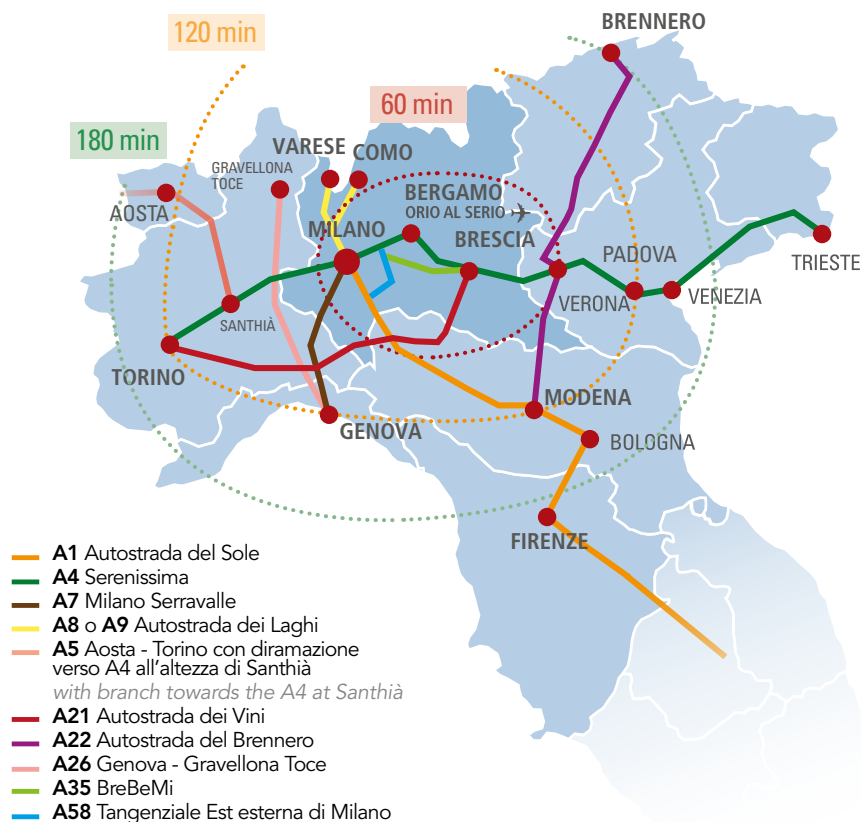 120 min
BRENNERO
60 min
180 min
VARESE
COMO
GRAVELLONA
TOCE
AOSTA
BERGAMO
ORIO AL SERIO
MILANO
BRESCIA
PADOVA
TRIESTE
VERONA
VENEZIA
SANTHIÀ
TORINO
MODENA
GENOVA
BOLOGNA
FIRENZE
A1 Autostrada del Sole
A4 Serenissima
A7 Milano Serravalle
A8 o A9 Autostrada dei Laghi
A5 Aosta - Torino con diramazione
verso A4 all'altezza di Santhià
with branch towards the A4 at Santhià
A21 Autostrada dei Vini
A22 Autostrada del Brennero
A26 Genova - Gravellona Toce
A35 BreBeMi
A58 Tangenziale Est esterna di Milano